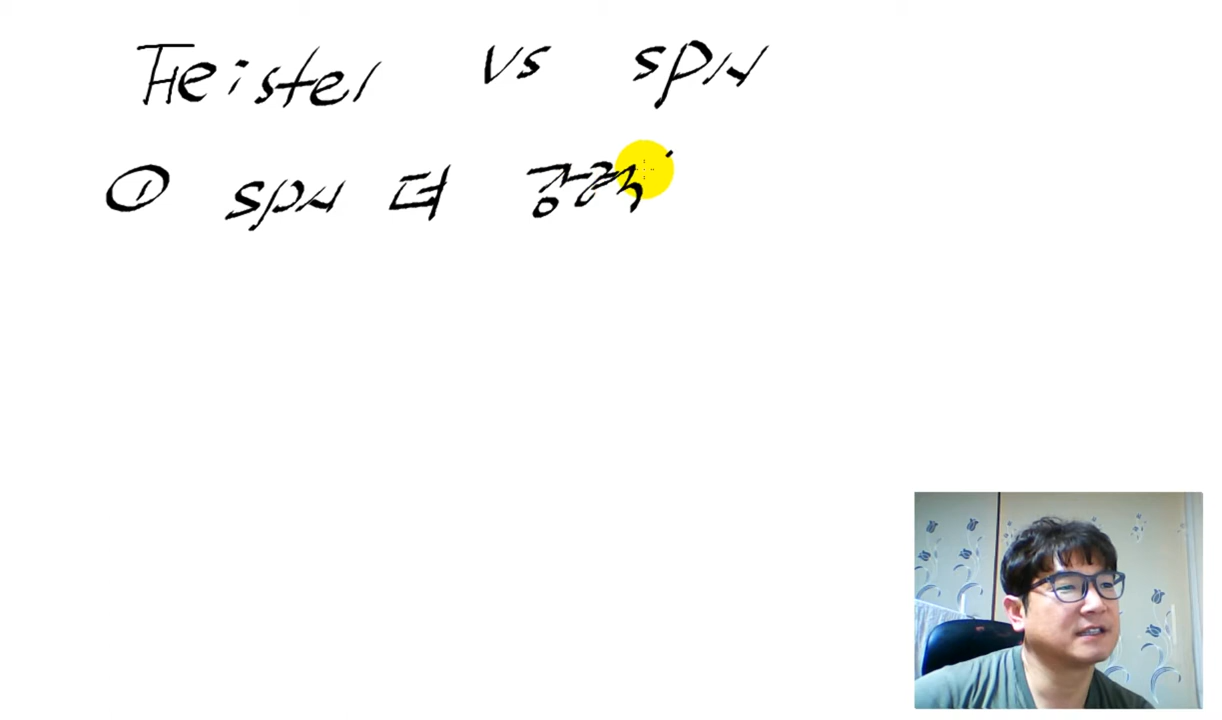 Feistel vs SPN
① SPN 더 강력